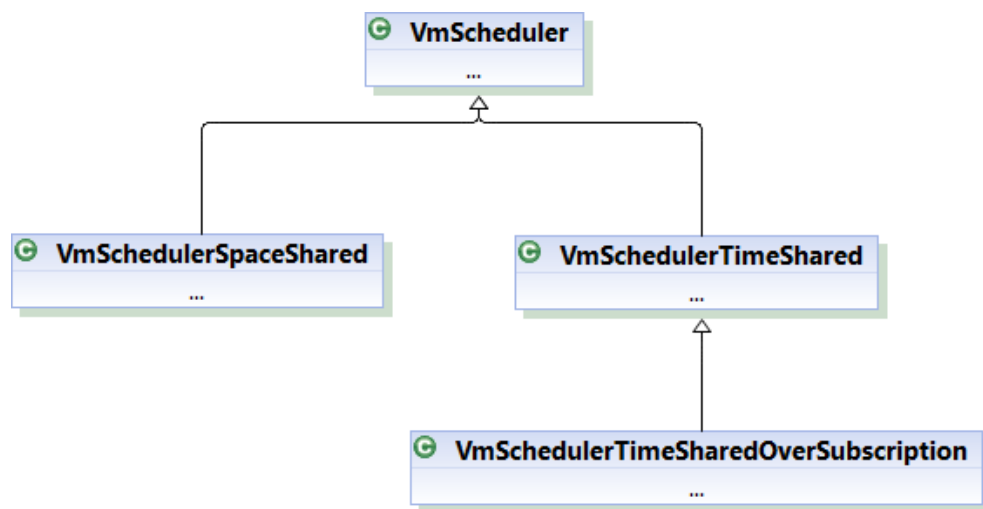 C VmScheduler
...
C VmSchedulerSpaceShared
...
C VmSchedulerTimeShared
...
C VmSchedulerTimeSharedOverSubscription
...